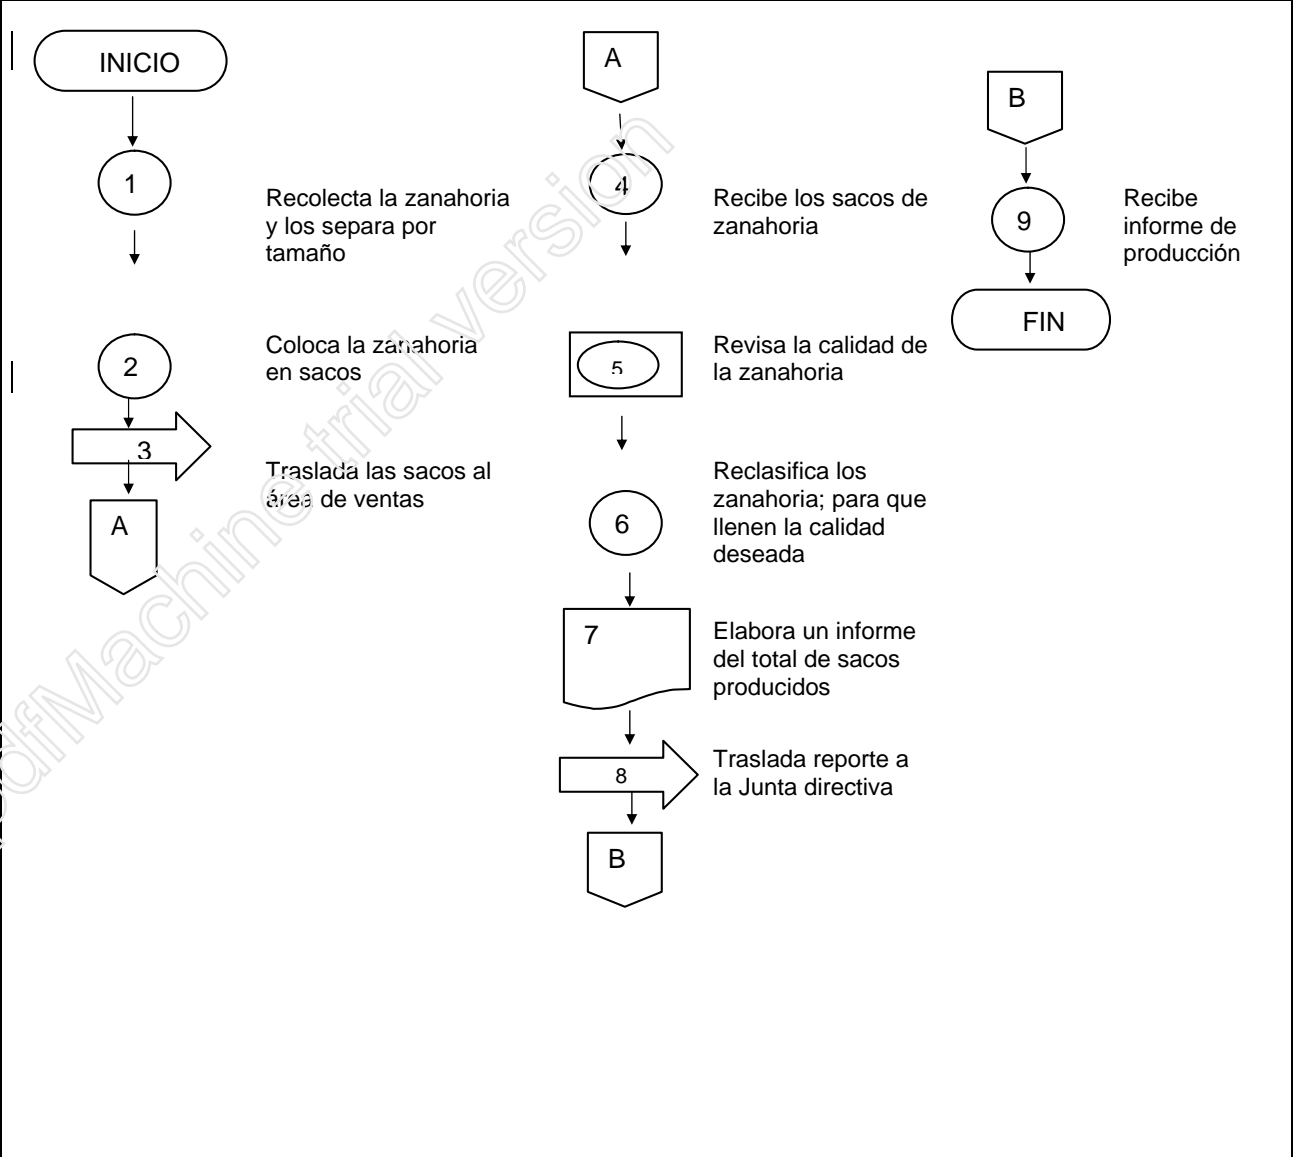 INICIO
1
Recolecta la zanahoria
y los separa por
tamaño
2
Coloca la zanahoria
en sacos
3
Traslada las sacos al
área de ventas
A
A
4
Recibe los sacos de
zanahoria
5
Revisa la calidad de
la zanahoria
6
Reclasifica los
zanahoria; para que
llenen la calidad
deseada
7
Elabora un informe
del total de sacos
producidos
8
Traslada reporte a
la Junta directiva
B
B
9
Recibe
informe de
producción
FIN
pdfMachine trial version